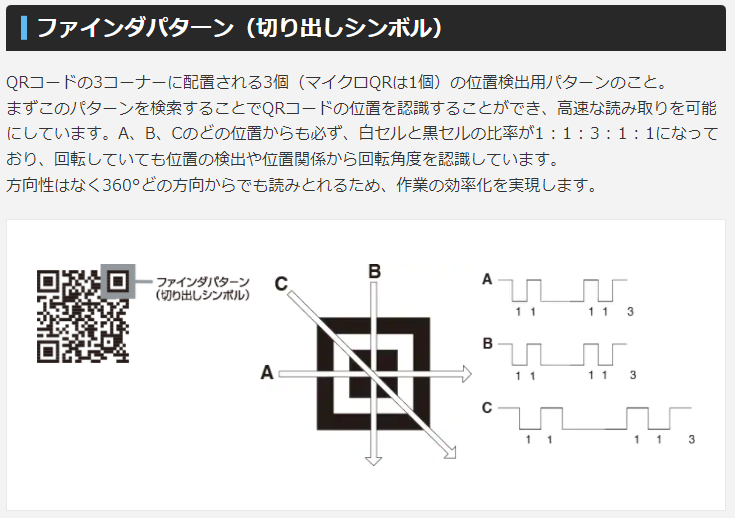 ファインダパターン（切り出しシンボル）
QRコードの3コーナーに配置される3個（マイクロQRは1個）の位置検出用パターンのこと。
まずこのパターンを検索することでQRコードの位置を認識することができ、高速な読み取りを可能
にしています。A、B、Cのどの位置からも必ず、白セルと黒セルの比率が1：1：3：1：1になって
おり、回転していても位置の検出や位置関係から回転角度を認識しています。
方向性はなく360°どの方向からでも読みとれるため、作業の効率化を実現します。
ファインダパターン
（切り出しシンボル）
C
B
A
A
1 1 1 1 3
B
1 1 1 1 3
C
1 1 1 1 3